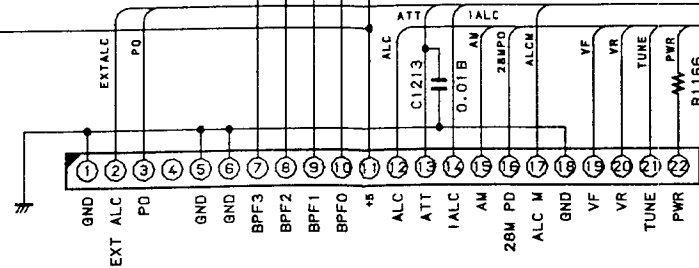 EXTALC
PD
ATT
IALC
ALC
AM
28MPD
ALCM
VF
VR
TUNE
PWR
C1213
0.01B
R1166
1
2
3
4
5
6
7
8
9
10
11
12
13
14
15
16
17
18
19
20
21
22
GND
EXT ALC
PD
GND
GND
BPF3
BPF2
BPF1
BPF0
+B
ALC
ATT
IALC
AM
28M PD
ALC M
GND
VF
VR
TUNE
PWR